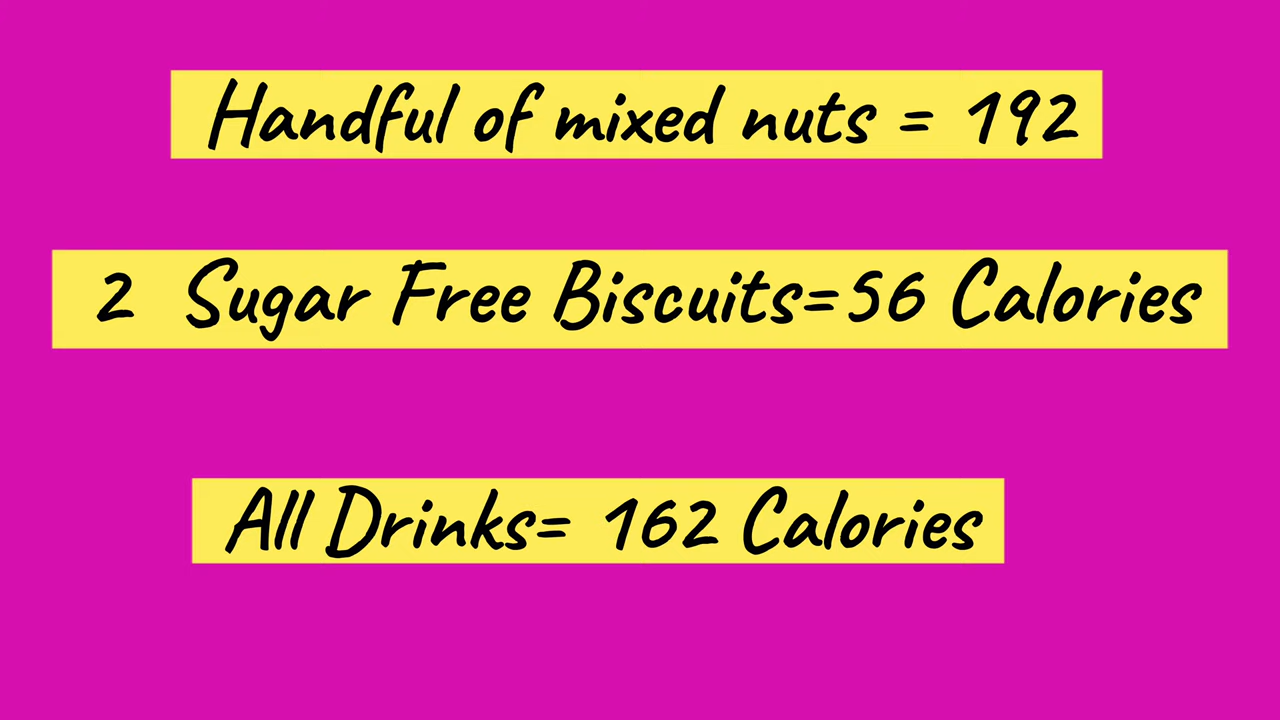 Handful of mixed nuts = 192
2 Sugar Free Biscuits=56 Calories
All Drinks= 162 Calories